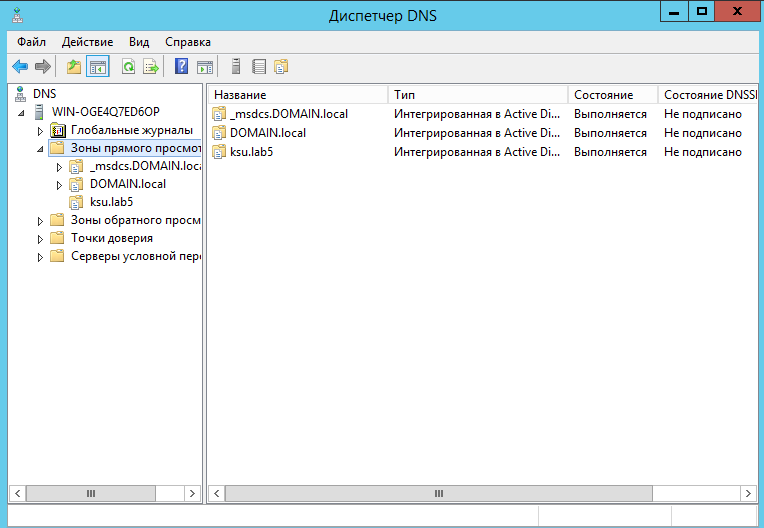 Диспетчер DNS
Файл Действие Вид Справка
DNS
WIN-OGE4Q7ED6OP
Глобальные журналы
Зоны прямого просмот
_msdcs.DOMAIN.loca
DOMAIN.local
ksu.lab5
Зоны обратного просм
Точки доверия
Серверы условной пере
Название Тип Состояние Состояние DNSSI
_msdcs.DOMAIN.local Интегрированная в Active Di... Выполняется Не подписано
DOMAIN.local Интегрированная в Active Di... Выполняется Не подписано
ksu.lab5 Интегрированная в Active Di... Выполняется Не подписано